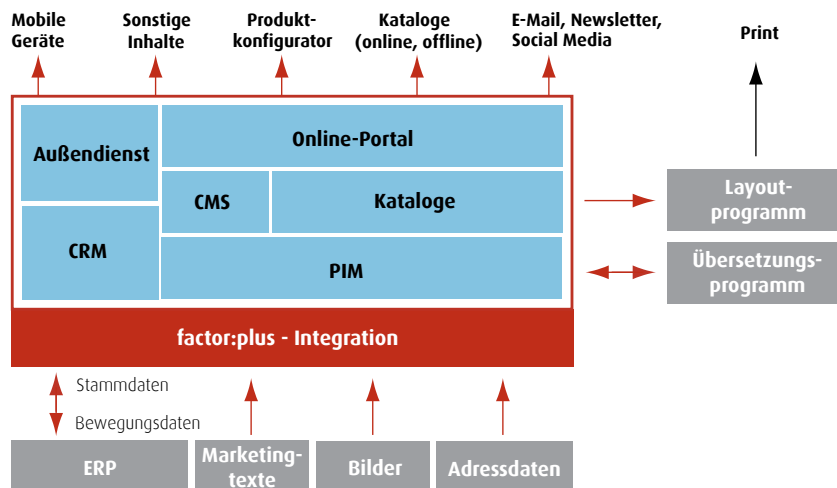 Mobile
Geräte
Sonstige
Inhalte
Produkt-
konfigurator
Kataloge
(online, offline)
E-Mail, Newsletter,
Social Media
Print
Außendienst
Online-Portal
CMS
Kataloge
CRM
PIM
Layout-
programm
Übersetzungs-
programm
factor:plus - Integration
Stammdaten
Bewegungsdaten
ERP
Marketing-
texte
Bilder
Adressdaten